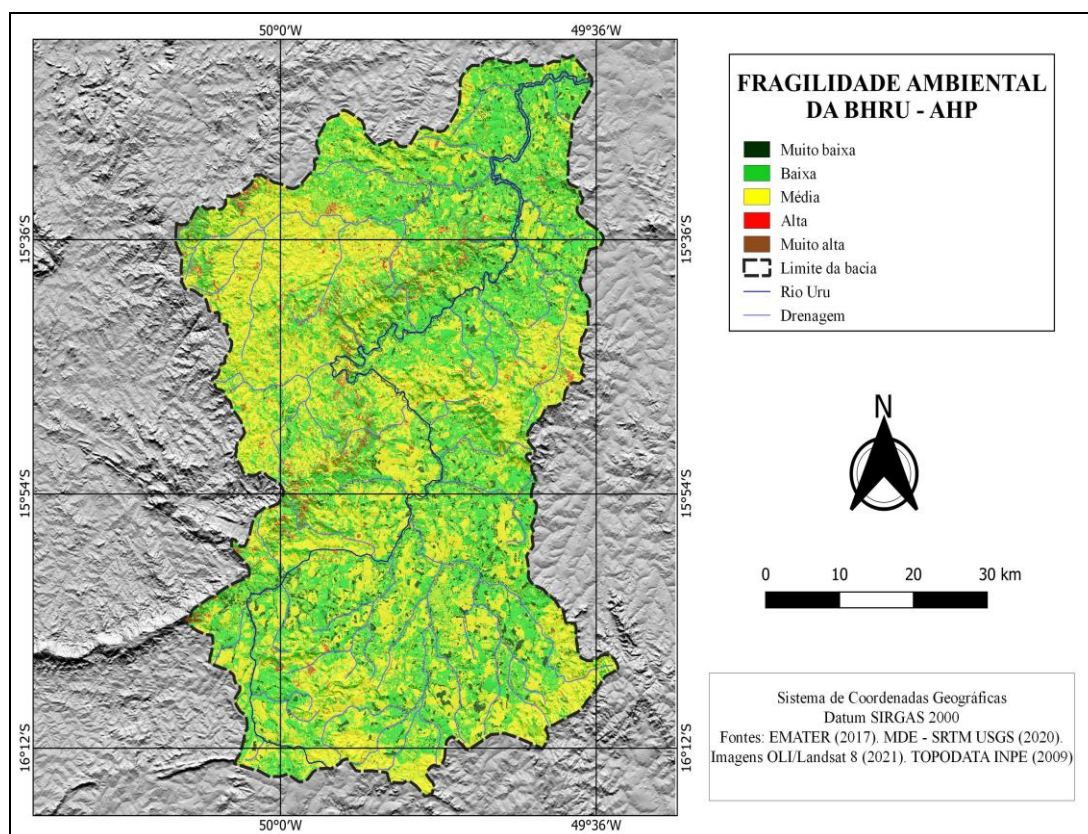 50°0'W
49°36'W
15°36'S
15°36'S
15°54'S
15°54'S
16°12'S
16°12'S
50°0'W
49°36'W
FRAGILIDADE AMBIENTAL
DA BHRU - AHP
Muito baixa
Baixa
Média
Alta
Muito alta
Limite da bacia
Rio Uru
Drenagem
N
0 10 20 30 km
Sistema de Coordenadas Geográficas
Datum SIRGAS 2000
Fontes: EMATER (2017). MDE - SRTM USGS (2020).
Imagens OLI/Landsat 8 (2021). TOPODATA INPE (2009)